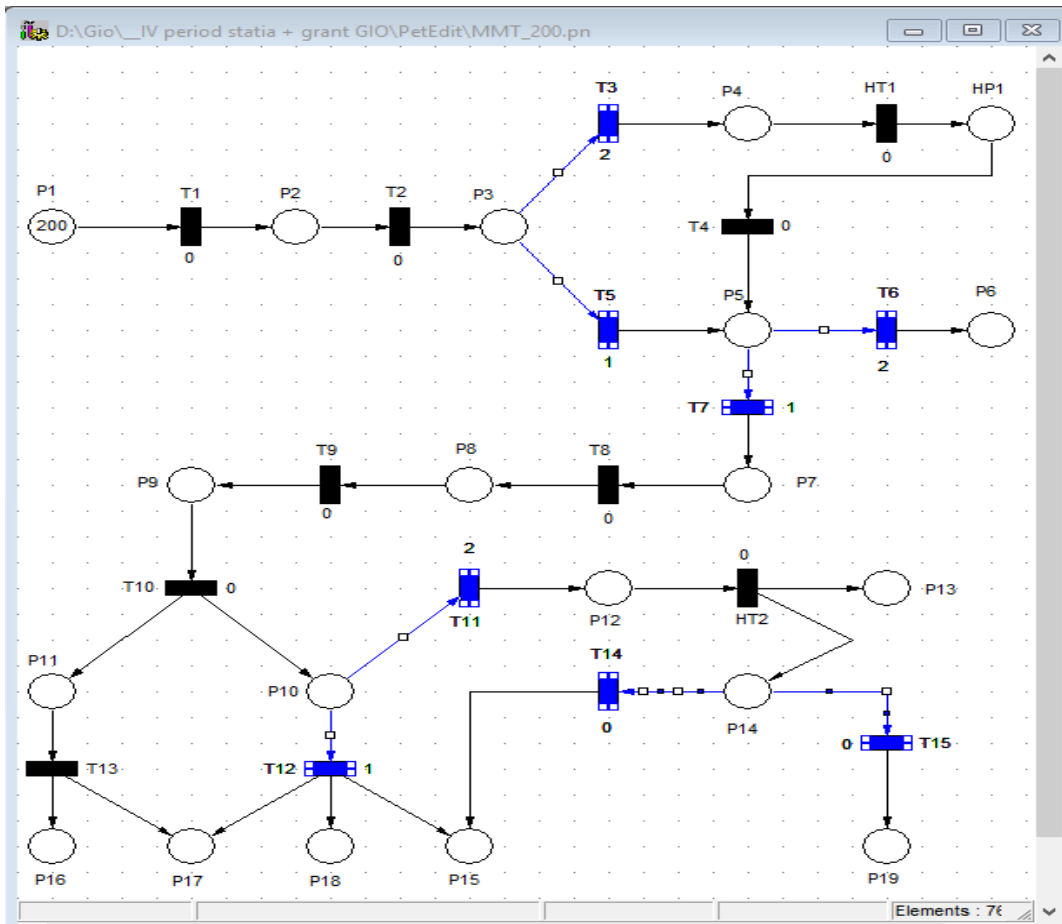 D:\Gio\__IV period statia + grant GIO\PetEdit\MMT_200.pn
T3
P4
HT1
HP1
2
0
P1
T1
P2
T2
P3
200
T4
0
0
0
T5
P5
T6
P6
1
2
T7
1
T9
P8
T8
P9
P7
0
0
2
0
T10
0
P13
T11
P12
HT2
P11
T14
P10
P14
0
0
T15
T13
T12
1
P16
P17
P18
P15
P19
Elements : 76